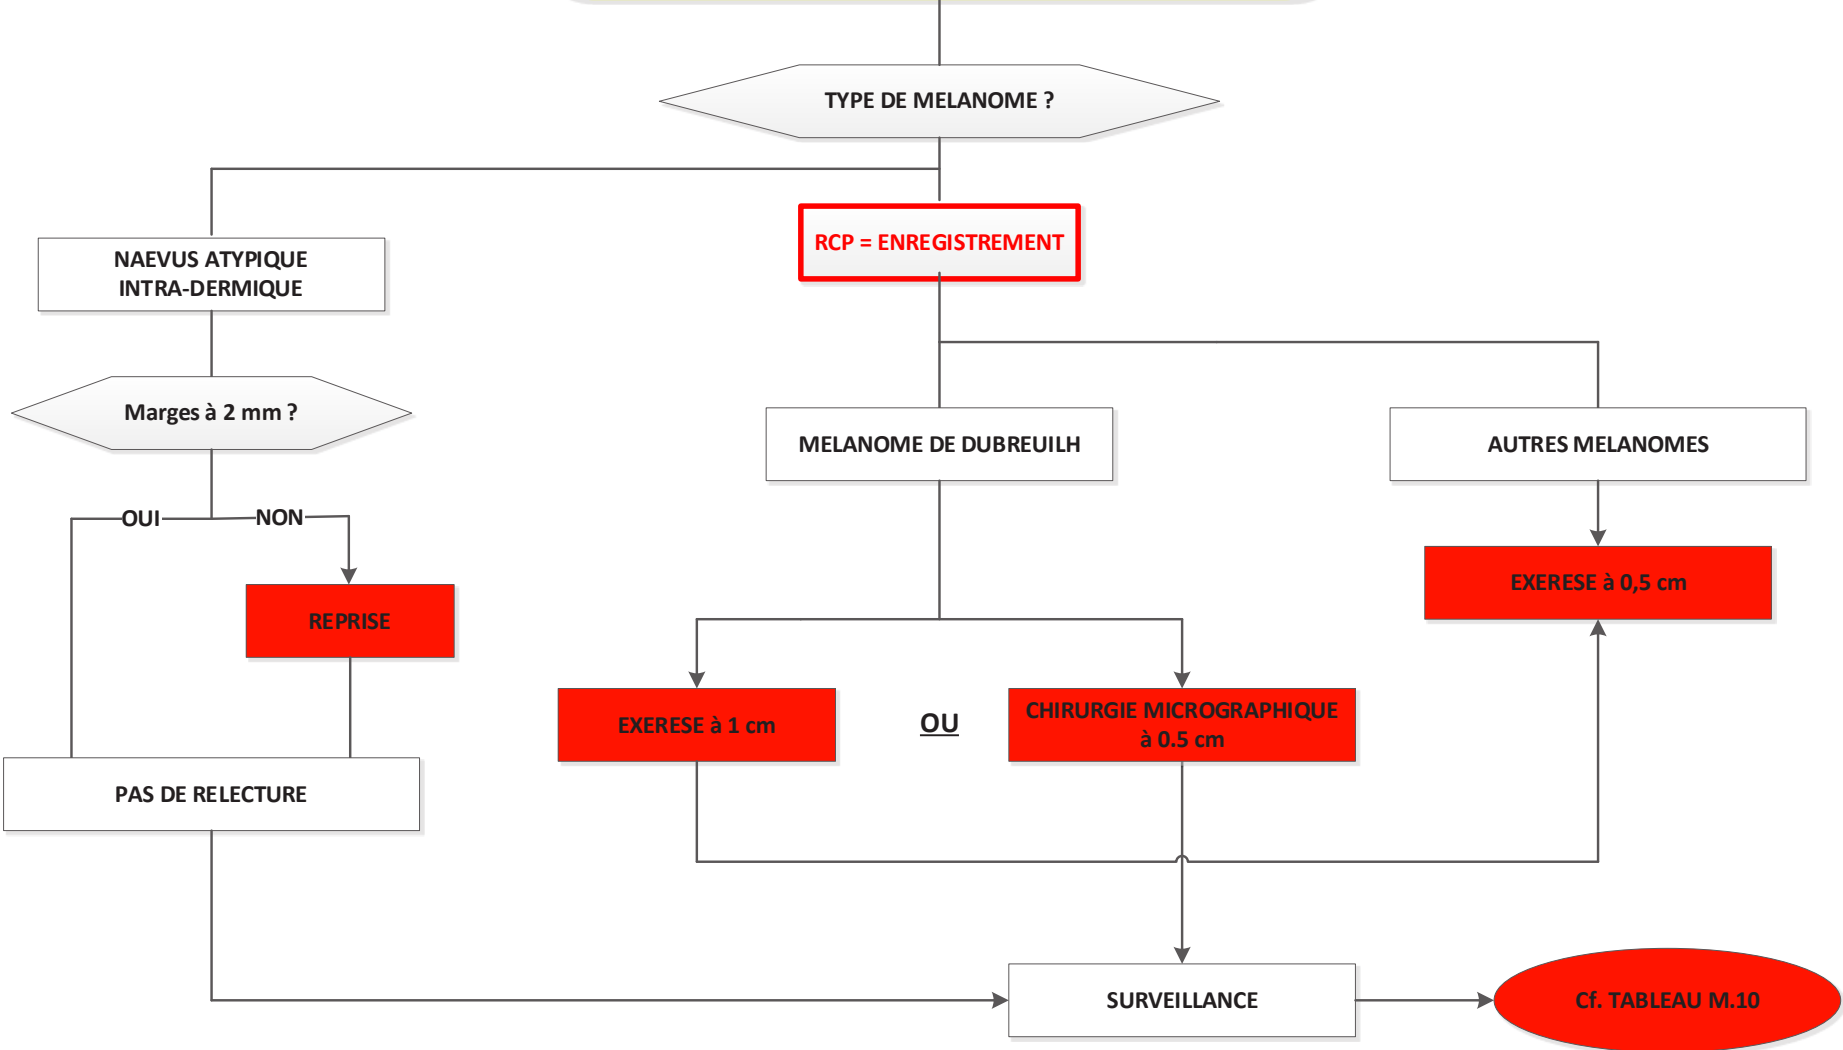 TYPE DE MELANOME ?
RCP = ENREGISTREMENT
NAEVUS ATYPIQUE
INTRA-DERMIQUE
Marges à 2 mm ?
MELANOME DE DUBREUILH
AUTRES MELANOMES
OUI
NON
EXERESE à 0,5 cm
REPRISE
EXERESE à 1 cm
OU
CHIRURGIE MICROGRAPHIQUE
à 0.5 cm
PAS DE RELECTURE
SURVEILLANCE
Cf. TABLEAU M.10